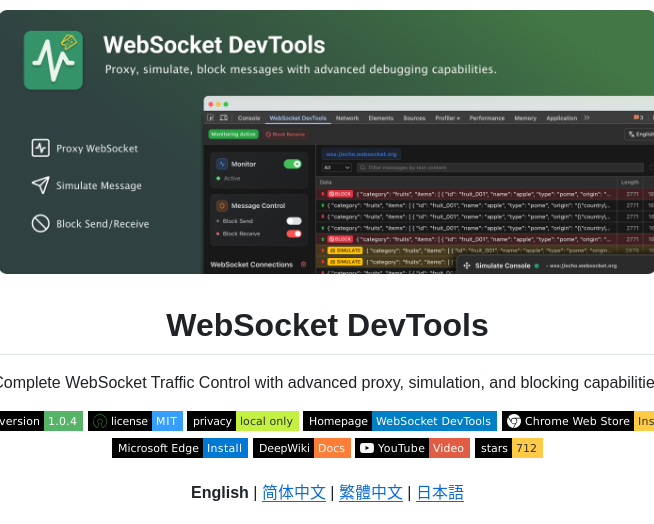 WebSocket DevTools
Proxy, simulate, block messages with advanced debugging capabilities.
Proxy WebSocket
Simulate Message
Block Send/Receive
Console WebSocket DevTools Network Elements Sources Profiler Performance Memory Application 3
Monitoring Active Block Receive English
Monitor
Active
Message Control
Block Send
Block Receive
WebSocket Connections
wss://echo.websocket.org
All Filter messages by text content
Data Length
BLOCK {"category": "fruits", "items": [ {"id": "fruit_001", "name": "apple", "type": "pome", "origin": "... 2771
{"category": "fruits", "items": [ {"id": "fruit_001", "name": "apple", "type": "pome", "origin": "{\"country\... 2771
{"category": "fruits", "items": [ {"id": "fruit_001", "name": "apple", "type": "pome", "origin": "{\"country\... 2771
{"category": "fruits", "items": [ {"id": "fruit_001", "name": "apple", "type": "pome", "origin": "{\"country\... 2771
BLOCK {"category": "fruits", "items": [ {"id": "fruit_001", "name": "apple", "type": "pome", "origin": "... 2771
SIMULATE {"category": "fruits", "items": [ {"id": "fruit_001", "name": "apple", "type": "pome", "origin":
SIMULATE {"category": "fruits", "items": [ {"id":
{"category": "fruits", "items": [ {"id": "fruit_001",
Simulate Console - wss://echo.websocket.org
WebSocket DevTools
Complete WebSocket Traffic Control with advanced proxy, simulation, and blocking capabilitie
version 1.0.4 license MIT privacy local only Homepage WebSocket DevTools Chrome Web Store Ins
Microsoft Edge Install DeepWiki Docs YouTube Video stars 712
English | 简体中文 | 繁體中文 | 日本語